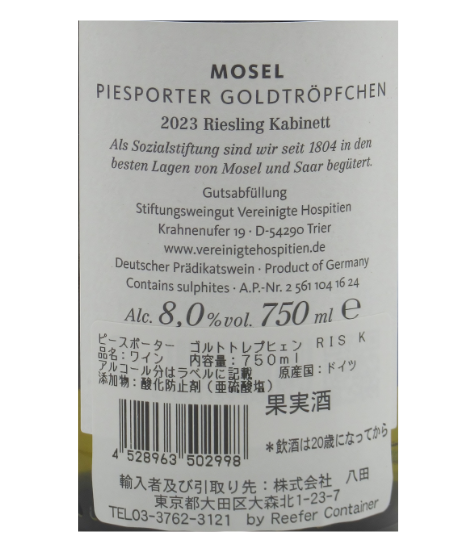 MOSEL
PIESPORTER GOLDTRÖPFCHEN
2023 Riesling Kabinett
Als Sozialstiftung sind wir seit 1804 in den
besten Lagen von Mosel und Saar begütert.
Gutsabfüllung
Stiftungsweingut Vereinigte Hospitien
Krahnenufer 19 · D-54290 Trier
www.vereinigtehospitien.de
Deutscher Prädikatswein · Product of Germany
Contains sulphites · A.P.-Nr. 2 561 104 16 24
Alc. 8,0%vol. 750 ml ℮
ピースポーター ゴルトトレプヒェン RIS K
品名：ワイン 内容量：750ml
アルコール分はラベルに記載 原産国：ドイツ
添加物：酸化防止剤（亜硫酸塩）
果実酒
*飲酒は20歳になってから
4 528963 502998
輸入者及び引取り先：株式会社 八田
東京都大田区大森北1-23-7
TEL03-3762-3121 by Reefer Container